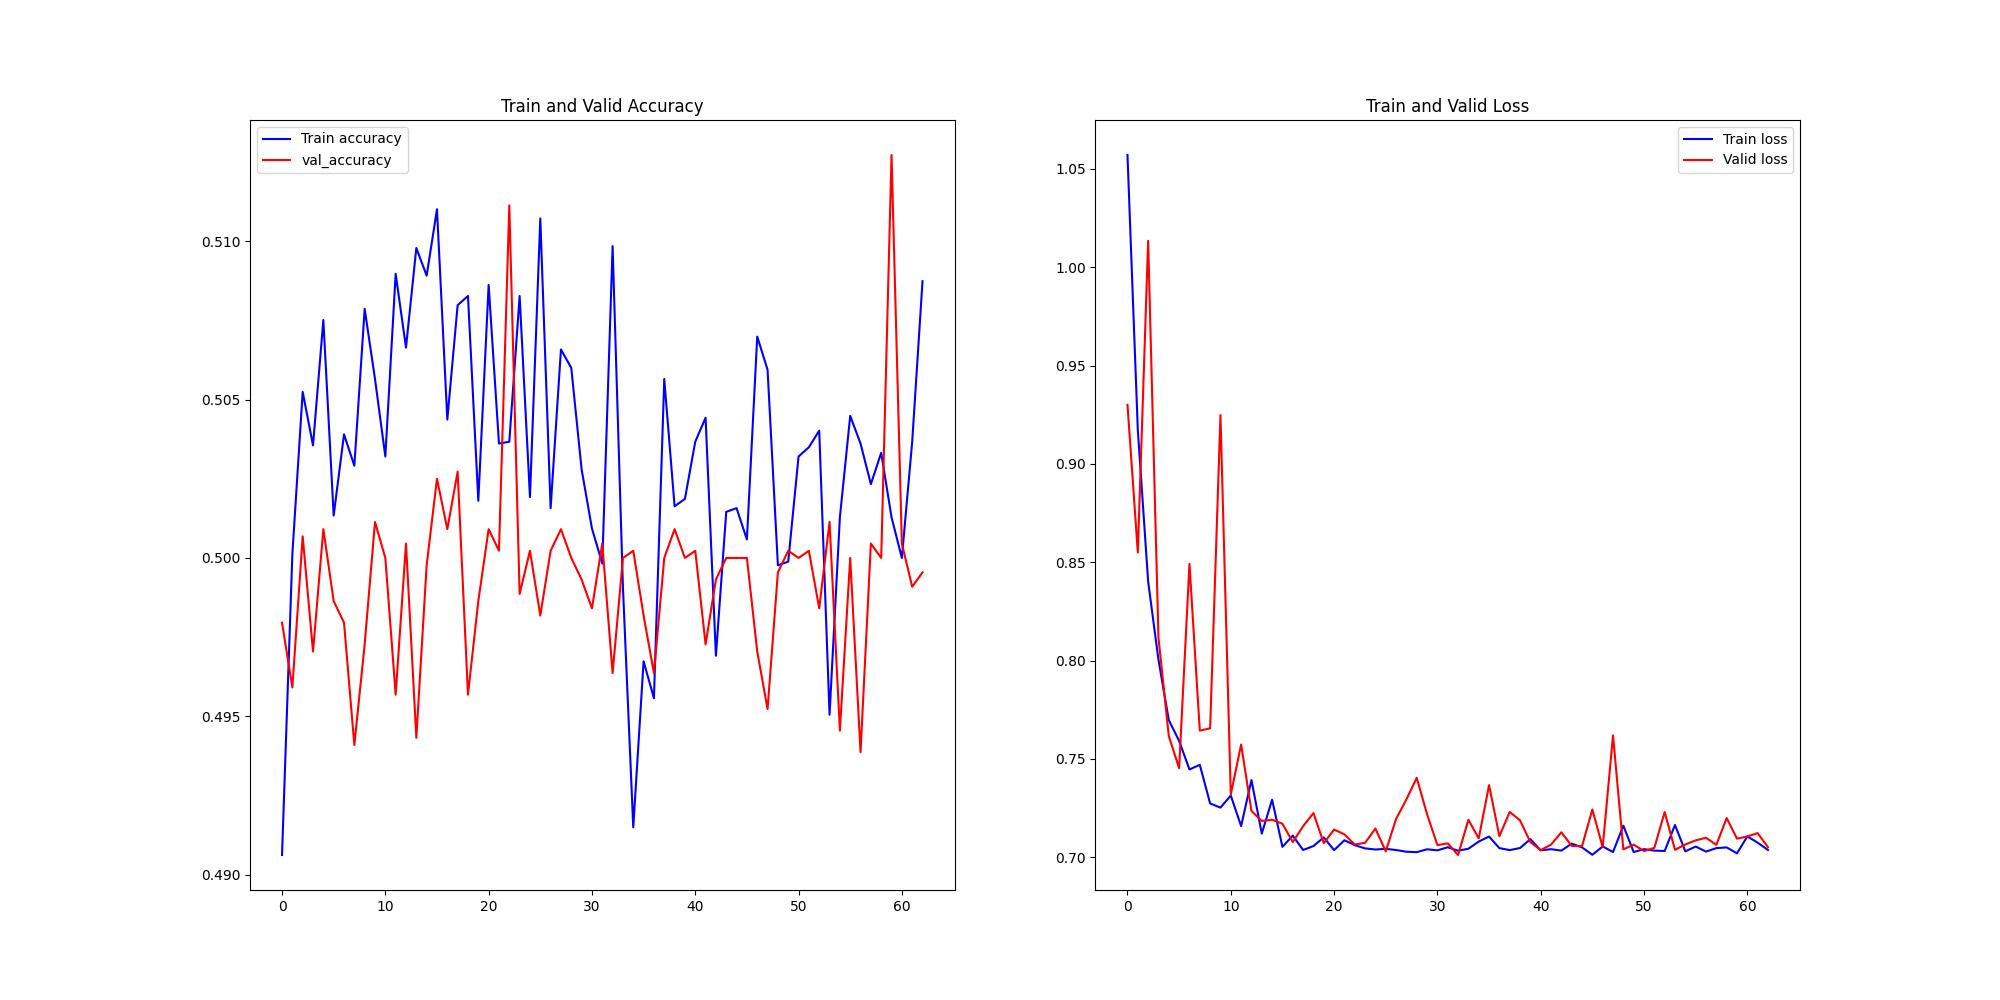 Train and Valid Accuracy
Train accuracy
val_accuracy
0.510
0.505
0.500
0.495
0.490
0 10 20 30 40 50 60
Train and Valid Loss
Train loss
Valid loss
1.05
1.00
0.95
0.90
0.85
0.80
0.75
0.70
0 10 20 30 40 50 60